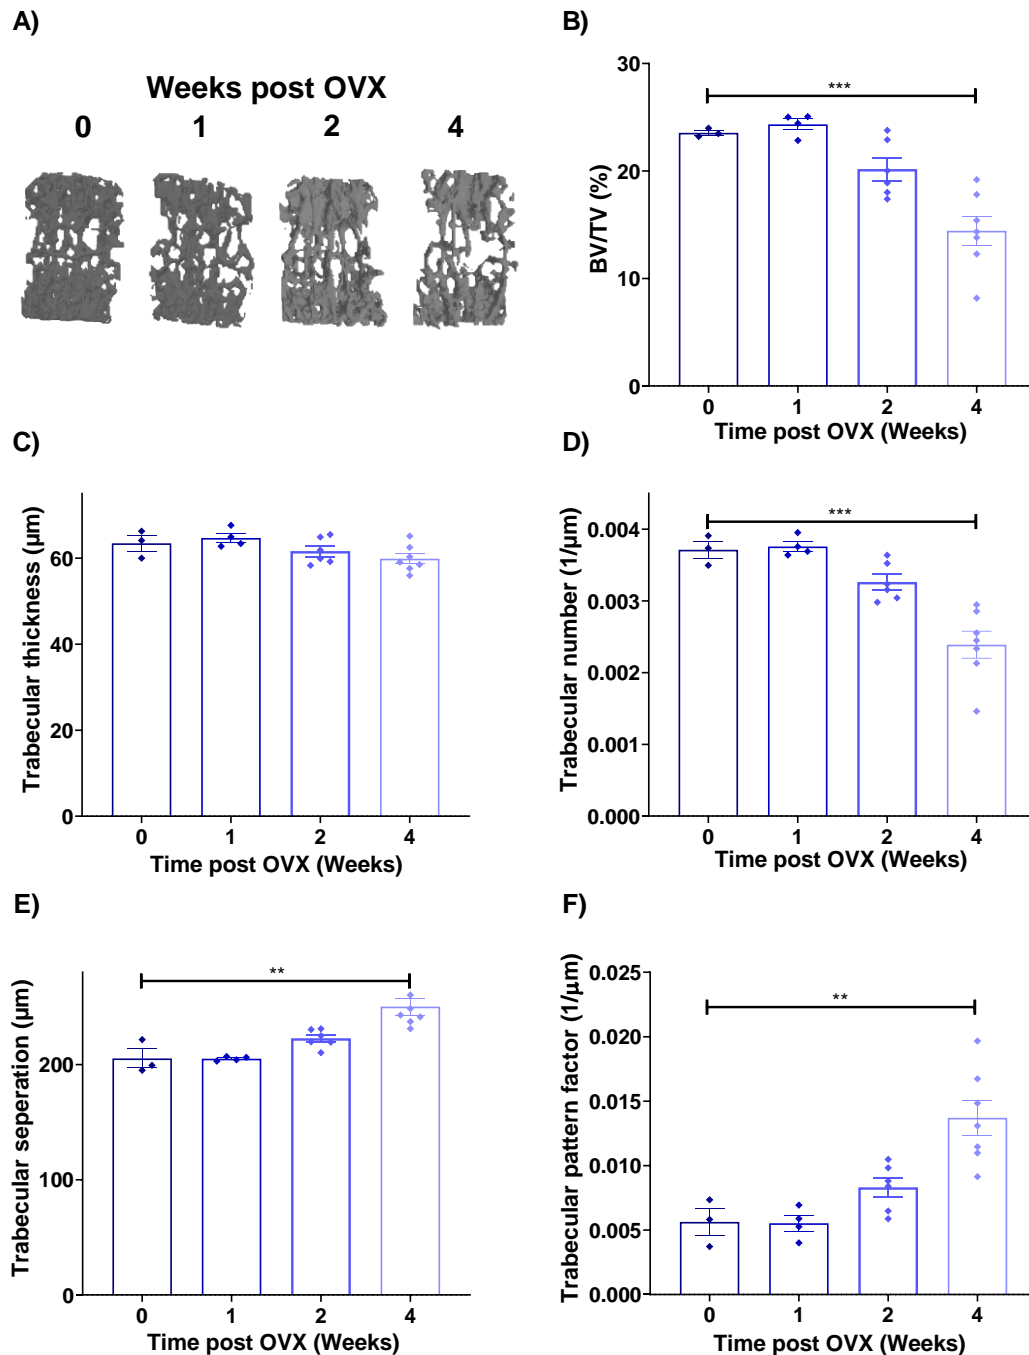 A)
Weeks post OVX
0 1 2 4
B)
30
20
10
0
BV/TV (%)
***
0 1 2 4
Time post OVX (Weeks)
C)
60
40
20
0
Trabecular thickness (μm)
0 1 2 4
Time post OVX (Weeks)
D)
0.004
0.003
0.002
0.001
0.000
Trabecular number (1/μm)
***
0 1 2 4
Time post OVX (Weeks)
E)
200
100
0
Trabecular seperation (μm)
**
0 1 2 4
Time post OVX (Weeks)
F)
0.025
0.020
0.015
0.010
0.005
0.000
Trabecular pattern factor (1/μm)
**
0 1 2 4
Time post OVX (Weeks)